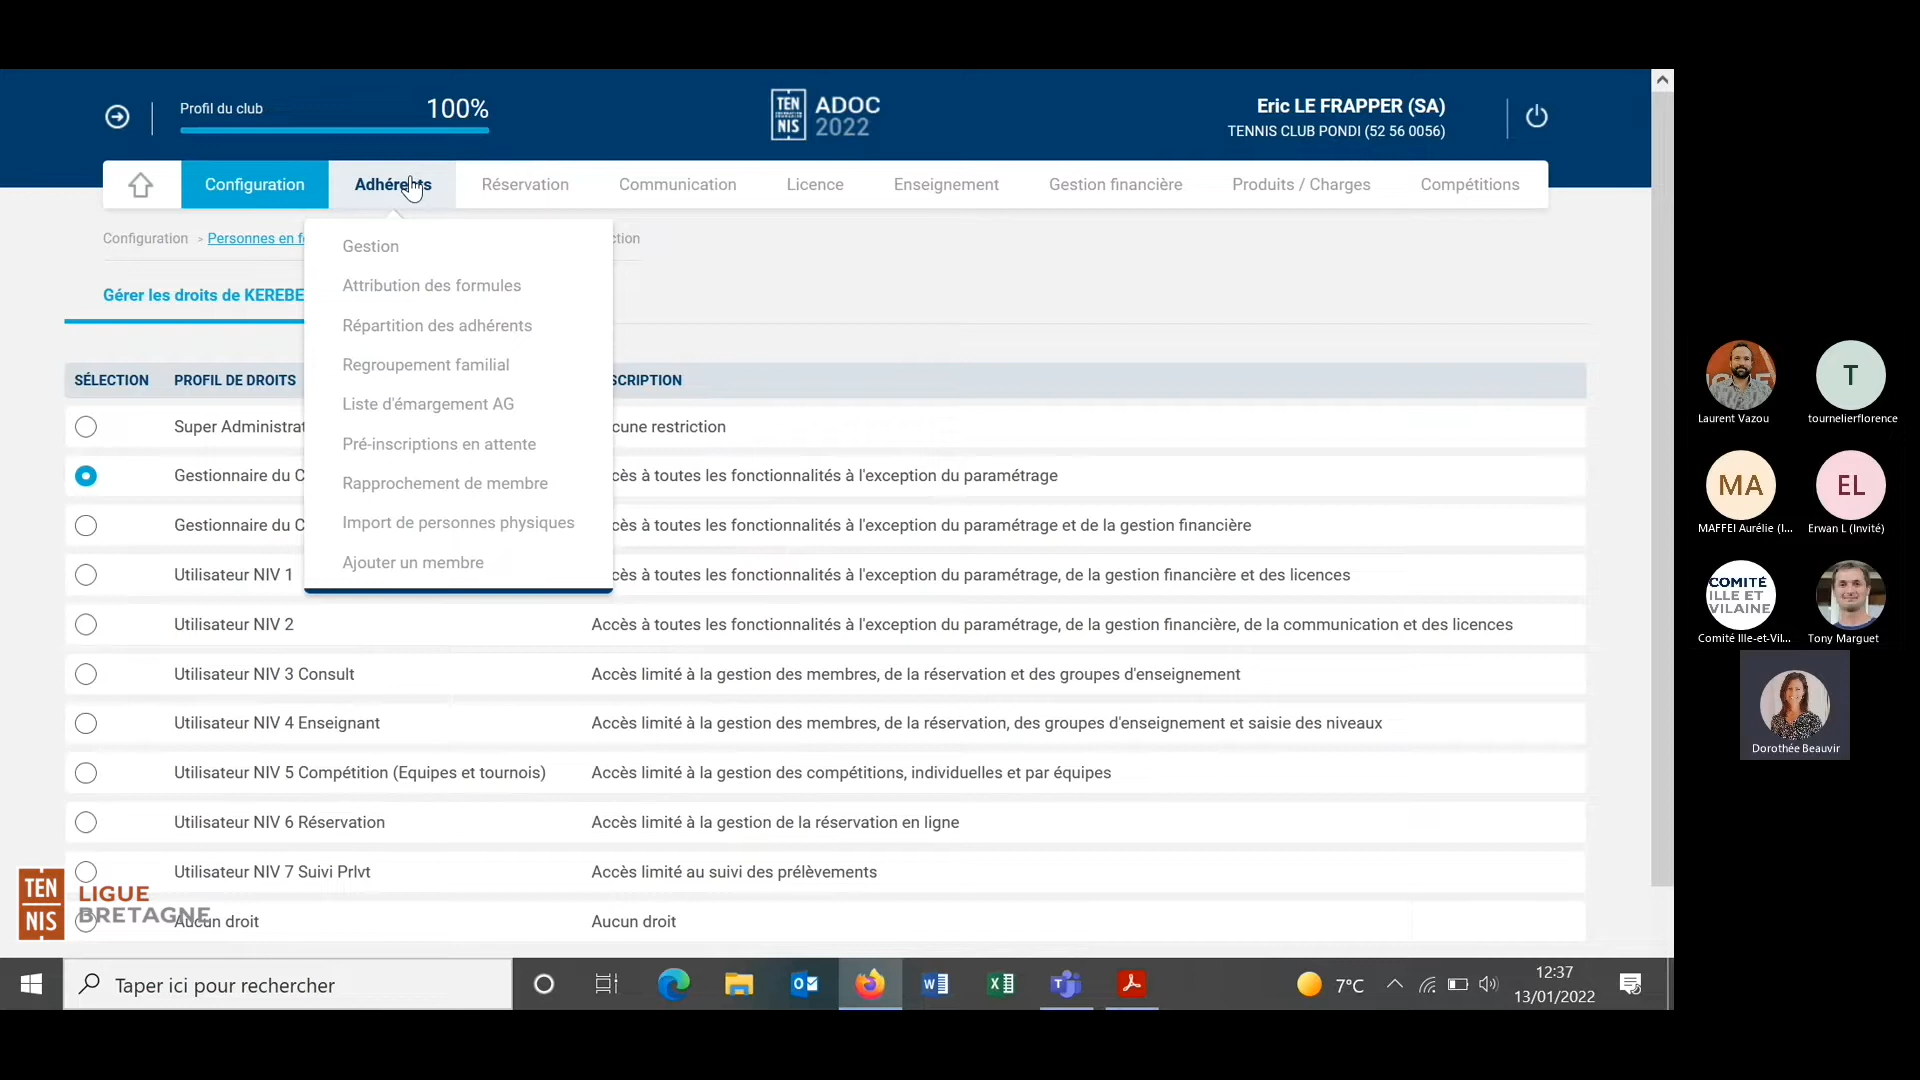 Profil du club
100%
TEN
NIS
ADOC
2022
Eric LE FRAPPER (SA)
TENNIS CLUB PONDI (52 56 0056)
Configuration
Adhérents
Réservation
Communication
Licence
Enseignement
Gestion financière
Produits / Charges
Compétitions
Configuration > Personnes en f
ction
Gestion
Attribution des formules
Répartition des adhérents
Regroupement familial
Liste d'émargement AG
Pré-inscriptions en attente
Rapprochement de membre
Import de personnes physiques
Ajouter un membre
Gérer les droits de KEREBE
SÉLECTION PROFIL DE DROITS SCRIPTION
Super Administrat cune restriction
Gestionnaire du C cès à toutes les fonctionnalités à l'exception du paramétrage
Gestionnaire du C cès à toutes les fonctionnalités à l'exception du paramétrage et de la gestion financière
Utilisateur NIV 1 cès à toutes les fonctionnalités à l'exception du paramétrage, de la gestion financière et des licences
Utilisateur NIV 2 Accès à toutes les fonctionnalités à l'exception du paramétrage, de la gestion financière, de la communication et des licences
Utilisateur NIV 3 Consult Accès limité à la gestion des membres, de la réservation et des groupes d'enseignement
Utilisateur NIV 4 Enseignant Accès limité à la gestion des membres, de la réservation, des groupes d'enseignement et saisie des niveaux
Utilisateur NIV 5 Compétition (Equipes et tournois) Accès limité à la gestion des compétitions, individuelles et par équipes
Utilisateur NIV 6 Réservation Accès limité à la gestion de la réservation en ligne
Utilisateur NIV 7 Suivi Prlvt Accès limité au suivi des prélèvements
Aucun droit Aucun droit
TEN
NIS
LIGUE
BRETAGNE
Taper ici pour rechercher
7°C
12:37
13/01/2022
Laurent Vazou
T
tournelierflorence
MA
MAFFEI Aurélie (I...
EL
Erwan L (Invité)
COMITÉ
ILLE ET
VILAINE
Comité Ille-et-Vil...
Tony Marguet
Dorothée Beauvir